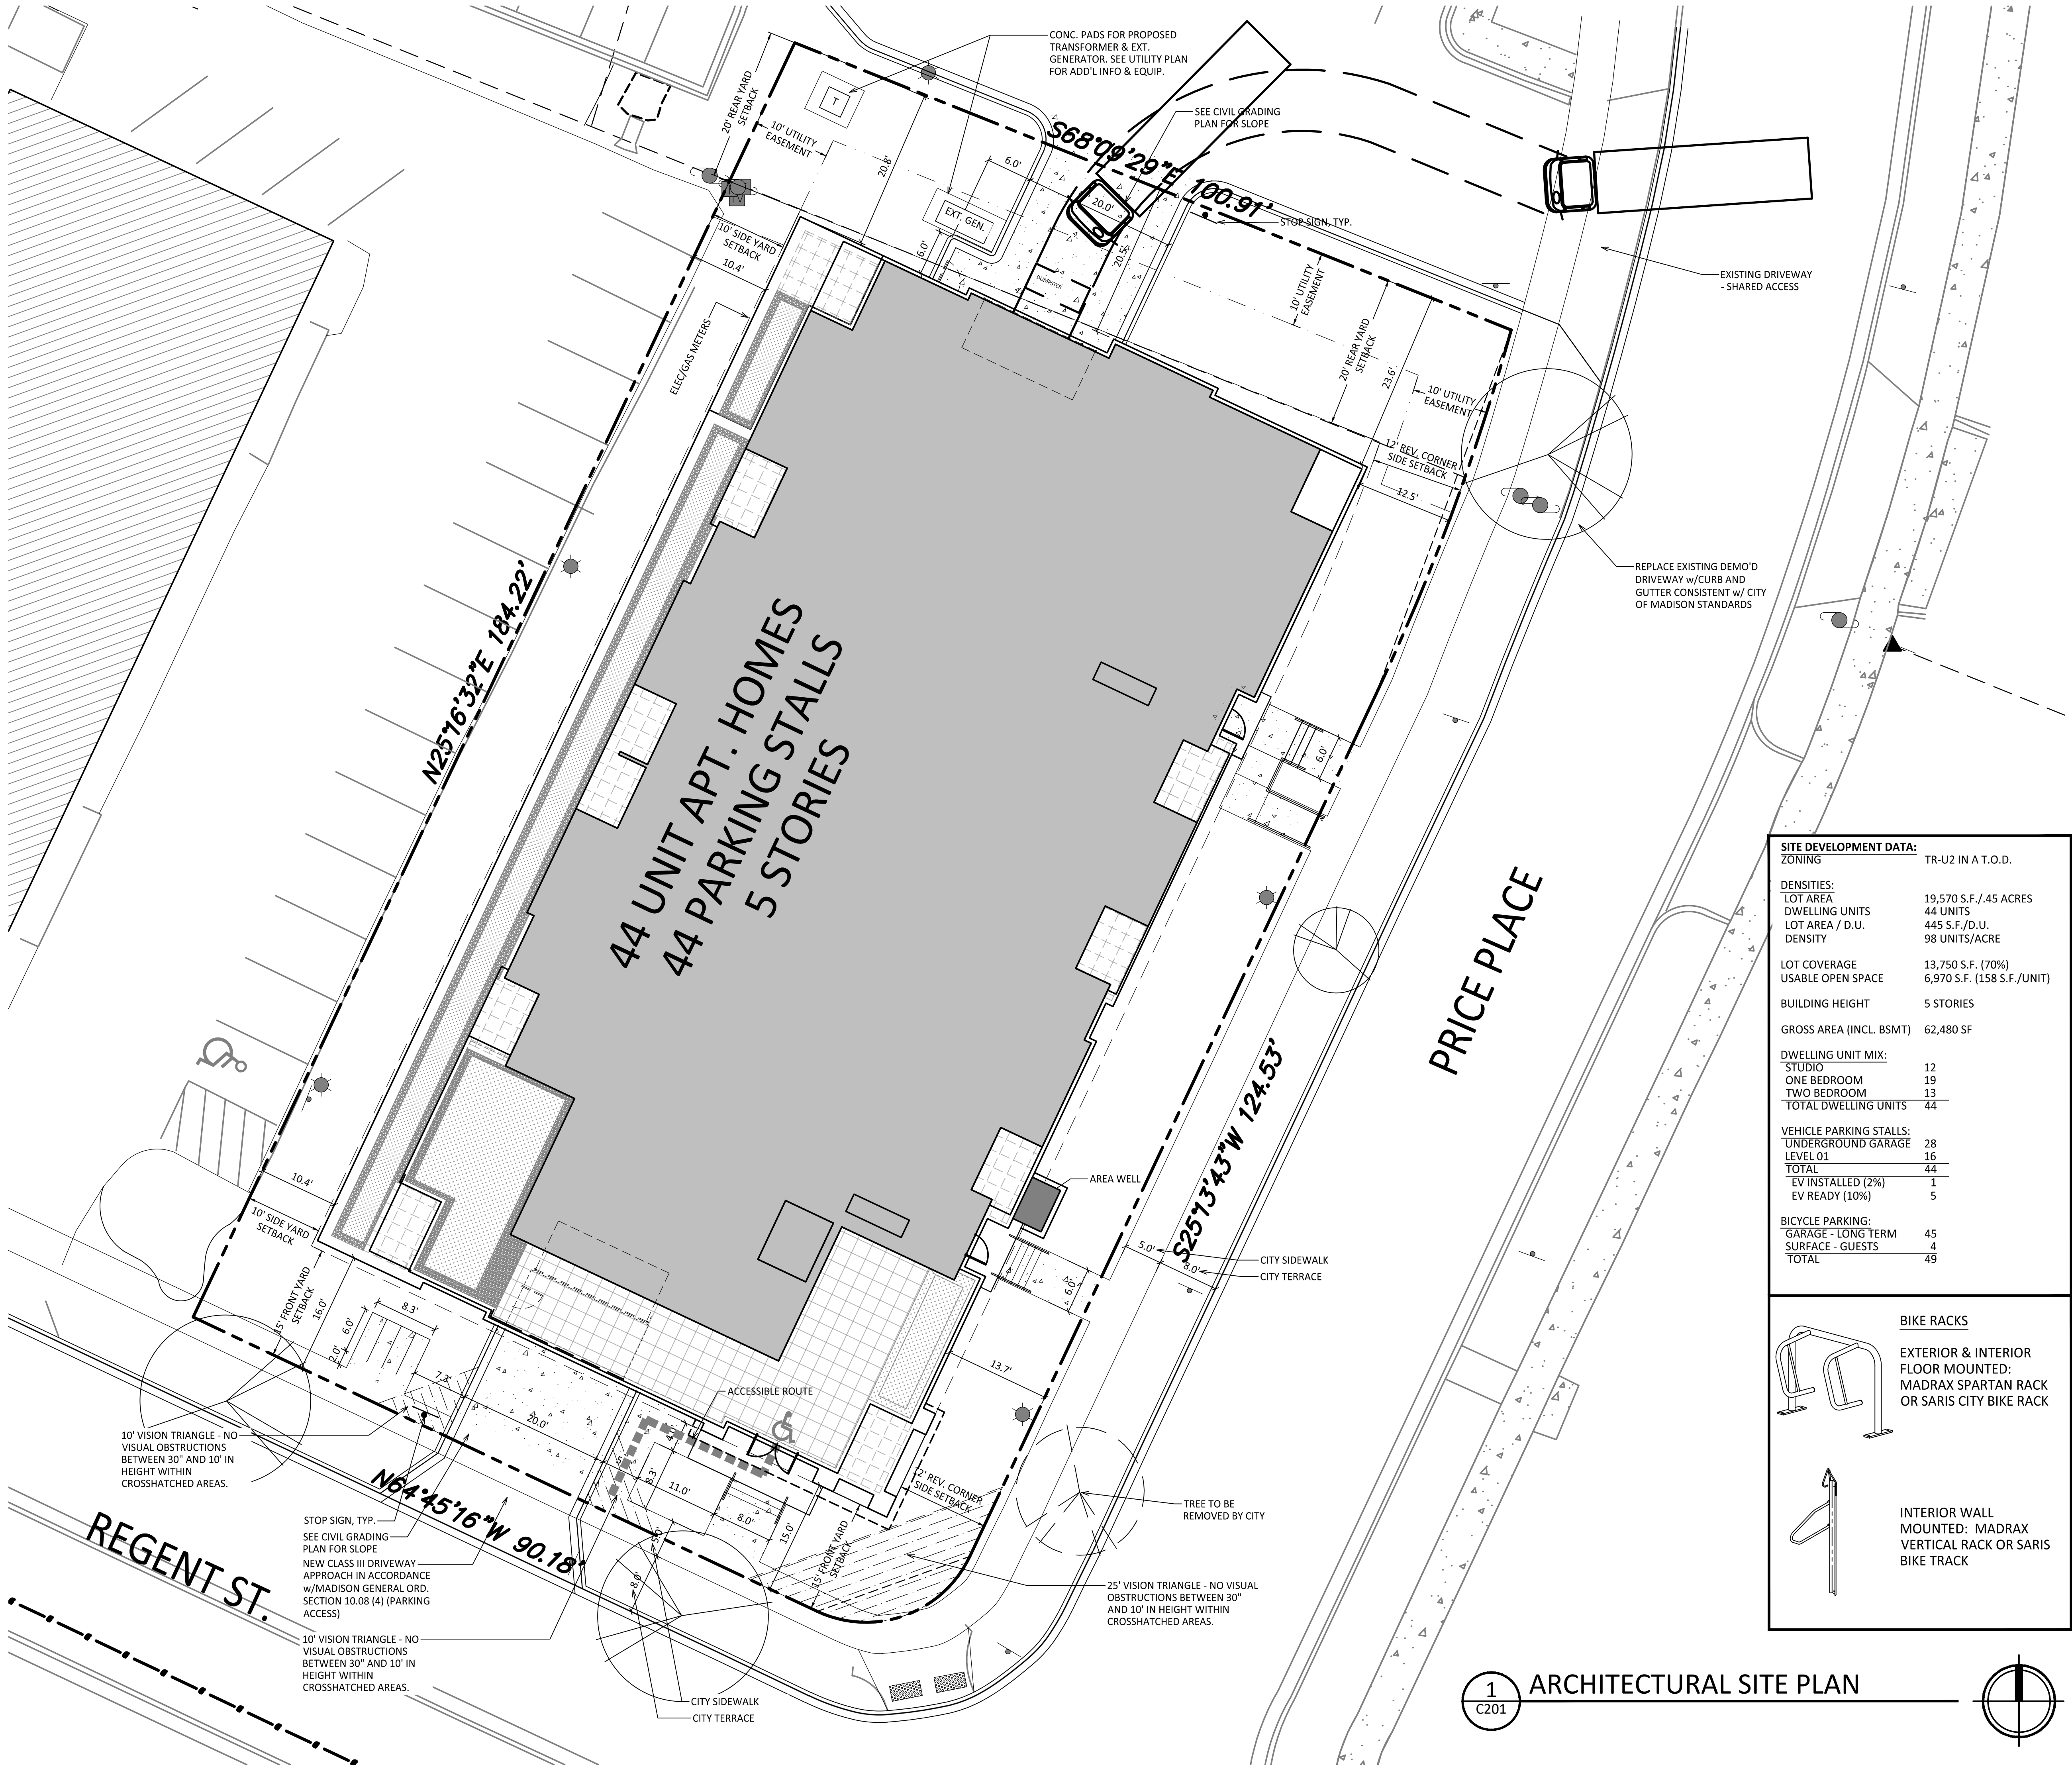 CONC. PADS FOR PROPOSED
TRANSFORMER & EXT.
GENERATOR. SEE UTILITY PLAN
FOR ADD'L INFO & EQUIP.
20' REAR YARD
SETBACK
T
10' UTILITY
EASEMENT
20.8'
SEE CIVIL GRADING
PLAN FOR SLOPE
S68°09'29"E 100.91'
6.0'
20.0'
STOP SIGN, TYP.
TV
EXT. GEN.
6.0'
20.5'
DUMPSTER
10' SIDE YARD
SETBACK
10.4'
EXISTING DRIVEWAY
- SHARED ACCESS
10' UTILITY
EASEMENT
ELEC/GAS METERS
20' REAR YARD
SETBACK
23.6'
10' UTILITY
EASEMENT
12' REV. CORNER
SIDE SETBACK
12.5'
REPLACE EXISTING DEMO'D
DRIVEWAY w/CURB AND
GUTTER CONSISTENT w/ CITY
OF MADISON STANDARDS
N25°16'32"E 184.22'
44 UNIT APT. HOMES
44 PARKING STALLS
5 STORIES
6.0'
PRICE PLACE
S25°13'43"W 124.53'
AREA WELL
5.0'
CITY SIDEWALK
8.0'
CITY TERRACE
6.0'
13.7'
10.4'
10' SIDE YARD
SETBACK
15' FRONT YARD
SETBACK
16.0'
8.3'
6.0'
2.0'
7.3'
20.0'
ACCESSIBLE ROUTE
8.3'
11.0'
8.0'
5.0'
15.0'
15' FRONT YARD
SETBACK
12' REV. CORNER
SIDE SETBACK
8.0'
10' VISION TRIANGLE - NO
VISUAL OBSTRUCTIONS
BETWEEN 30" AND 10' IN
HEIGHT WITHIN
CROSSHATCHED AREAS.
N64°45'16"W 90.18'
REGENT ST.
STOP SIGN, TYP.
SEE CIVIL GRADING
PLAN FOR SLOPE
NEW CLASS III DRIVEWAY
APPROACH IN ACCORDANCE
w/MADISON GENERAL ORD.
SECTION 10.08 (4) (PARKING
ACCESS)
10' VISION TRIANGLE - NO
VISUAL OBSTRUCTIONS
BETWEEN 30" AND 10' IN
HEIGHT WITHIN
CROSSHATCHED AREAS.
CITY SIDEWALK
CITY TERRACE
TREE TO BE
REMOVED BY CITY
25' VISION TRIANGLE - NO VISUAL
OBSTRUCTIONS BETWEEN 30"
AND 10' IN HEIGHT WITHIN
CROSSHATCHED AREAS.
SITE DEVELOPMENT DATA:
ZONING TR-U2 IN A T.O.D.
DENSITIES:
LOT AREA 19,570 S.F./.45 ACRES
DWELLING UNITS 44 UNITS
LOT AREA / D.U. 445 S.F./D.U.
DENSITY 98 UNITS/ACRE
LOT COVERAGE 13,750 S.F. (70%)
USABLE OPEN SPACE 6,970 S.F. (158 S.F./UNIT)
BUILDING HEIGHT 5 STORIES
GROSS AREA (INCL. BSMT) 62,480 SF
DWELLING UNIT MIX:
STUDIO 12
ONE BEDROOM 19
TWO BEDROOM 13
TOTAL DWELLING UNITS 44
VEHICLE PARKING STALLS:
UNDERGROUND GARAGE 28
LEVEL 01 16
TOTAL 44
EV INSTALLED (2%) 1
EV READY (10%) 5
BICYCLE PARKING:
GARAGE - LONG TERM 45
SURFACE - GUESTS 4
TOTAL 49
BIKE RACKS
EXTERIOR & INTERIOR
FLOOR MOUNTED:
MADRAX SPARTAN RACK
OR SARIS CITY BIKE RACK
INTERIOR WALL
MOUNTED: MADRAX
VERTICAL RACK OR SARIS
BIKE TRACK
1
C201
ARCHITECTURAL SITE PLAN